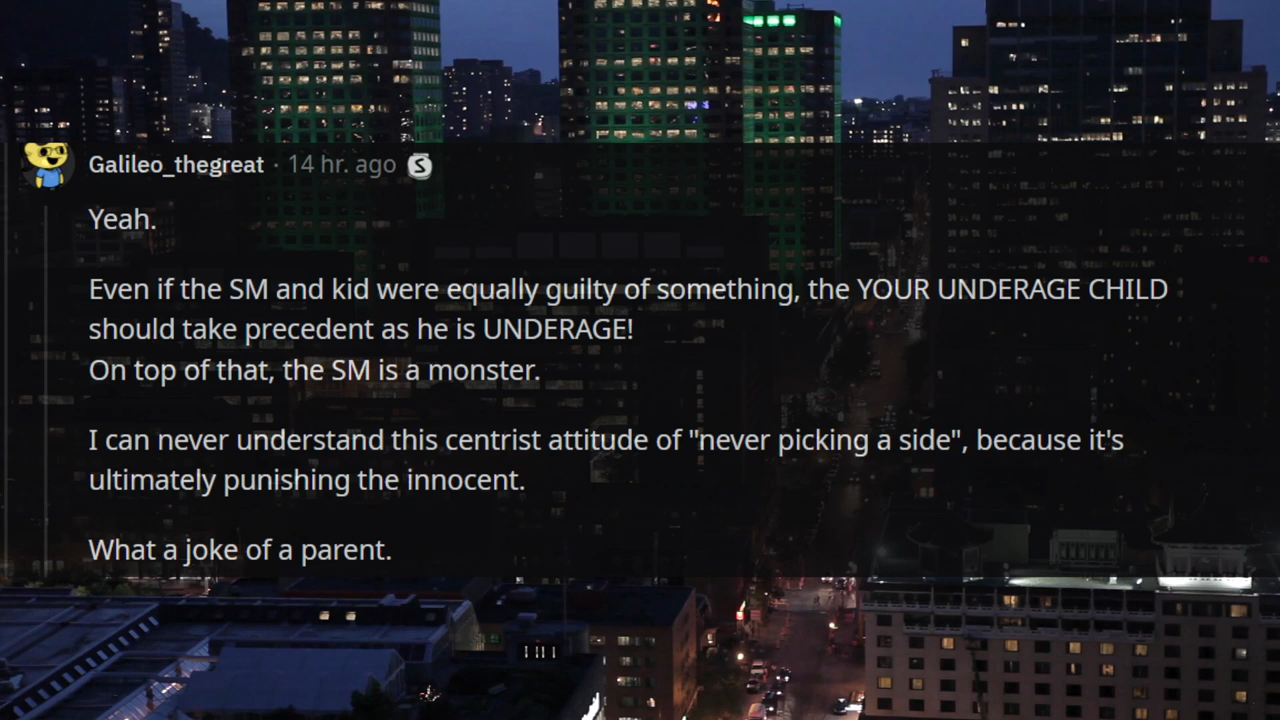 Galileo_thegreat · 14 hr. ago
Yeah.
Even if the SM and kid were equally guilty of something, the YOUR UNDERAGE CHILD
should take precedent as he is UNDERAGE!
On top of that, the SM is a monster.
I can never understand this centrist attitude of "never picking a side", because it's
ultimately punishing the innocent.
What a joke of a parent.